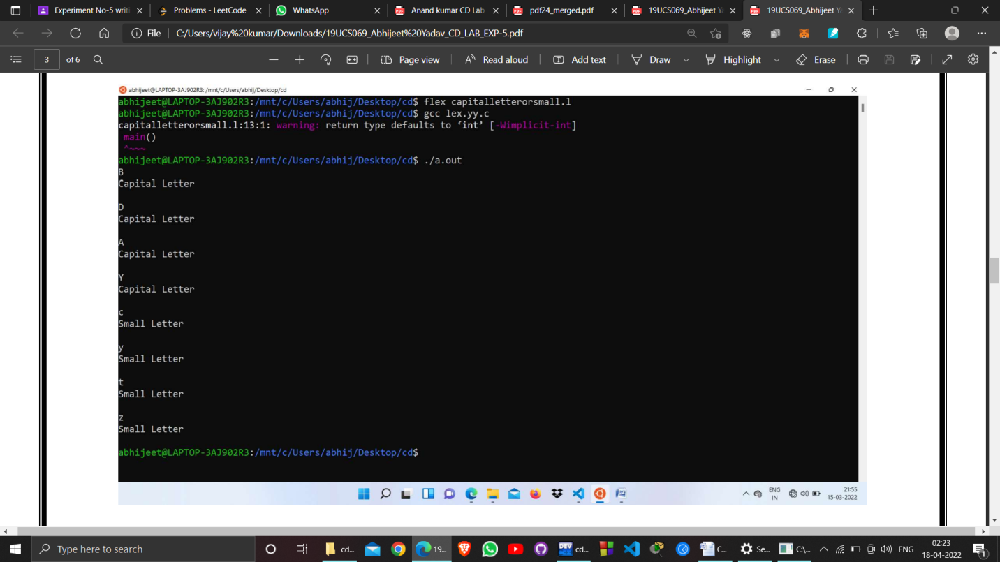 Experiment No-5 writi
Problems - LeetCode
WhatsApp
Anand kumar CD Lab
pdf24_merged.pdf
19UCS069_Abhijeet Ya
19UCS069_Abhijeet Ya
File
C:/Users/vijay%20kumar/Downloads/19UCS069_Abhijeet%20Yadav_CD_LAB_EXP-5.pdf
3 of 6
Page view
Read aloud
Add text
Draw
Highlight
Erase
abhijeet@LAPTOP-3AJ902R3: /mnt/c/Users/abhij/Desktop/cd
abhijeet@LAPTOP-3AJ902R3:/mnt/c/Users/abhij/Desktop/cd$ flex capitalletterorsmall.l
abhijeet@LAPTOP-3AJ902R3:/mnt/c/Users/abhij/Desktop/cd$ gcc lex.yy.c
capitalletterorsmall.l:13:1: warning: return type defaults to ‘int’ [-Wimplicit-int]
main()
^~~~
abhijeet@LAPTOP-3AJ902R3:/mnt/c/Users/abhij/Desktop/cd$ ./a.out
B
Capital Letter
D
Capital Letter
A
Capital Letter
Y
Capital Letter
c
Small Letter
y
Small Letter
t
Small Letter
z
Small Letter
abhijeet@LAPTOP-3AJ902R3:/mnt/c/Users/abhij/Desktop/cd$
ENG
IN
21:55
15-03-2022
Type here to search
cd...
19...
cd...
C...
Se...
C:\...
ENG
02:23
18-04-2022
1